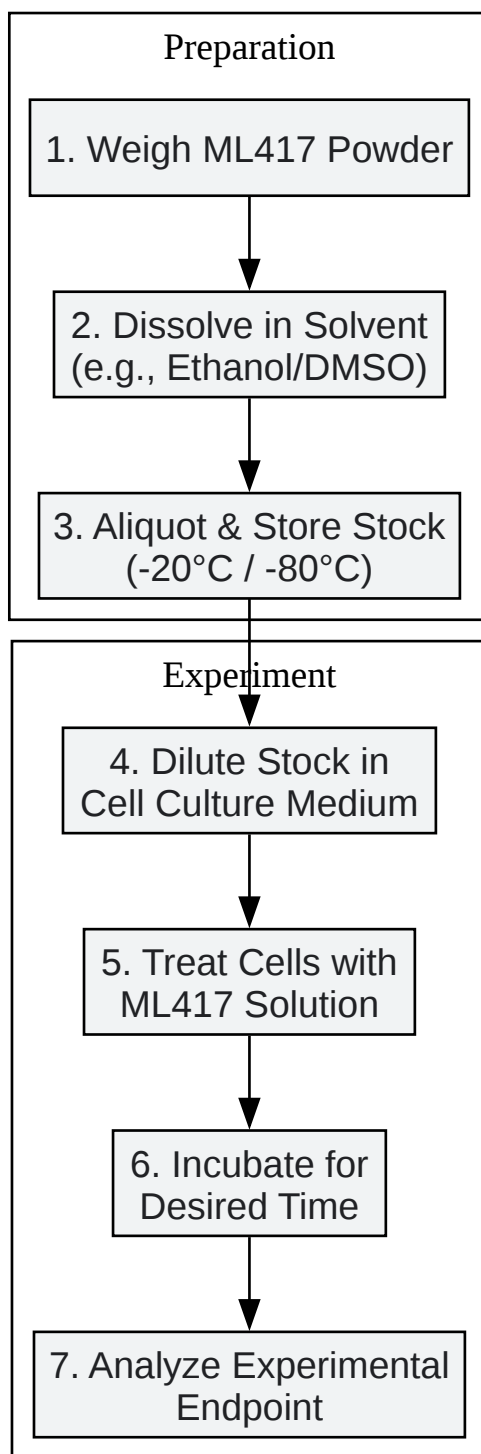 Preparation
1. Weigh ML417 Powder
2. Dissolve in Solvent
(e.g., Ethanol/DMSO)
3. Aliquot & Store Stock
(-20°C / -80°C)
Experiment
4. Dilute Stock in
Cell Culture Medium
5. Treat Cells with
ML417 Solution
6. Incubate for
Desired Time
7. Analyze Experimental
Endpoint